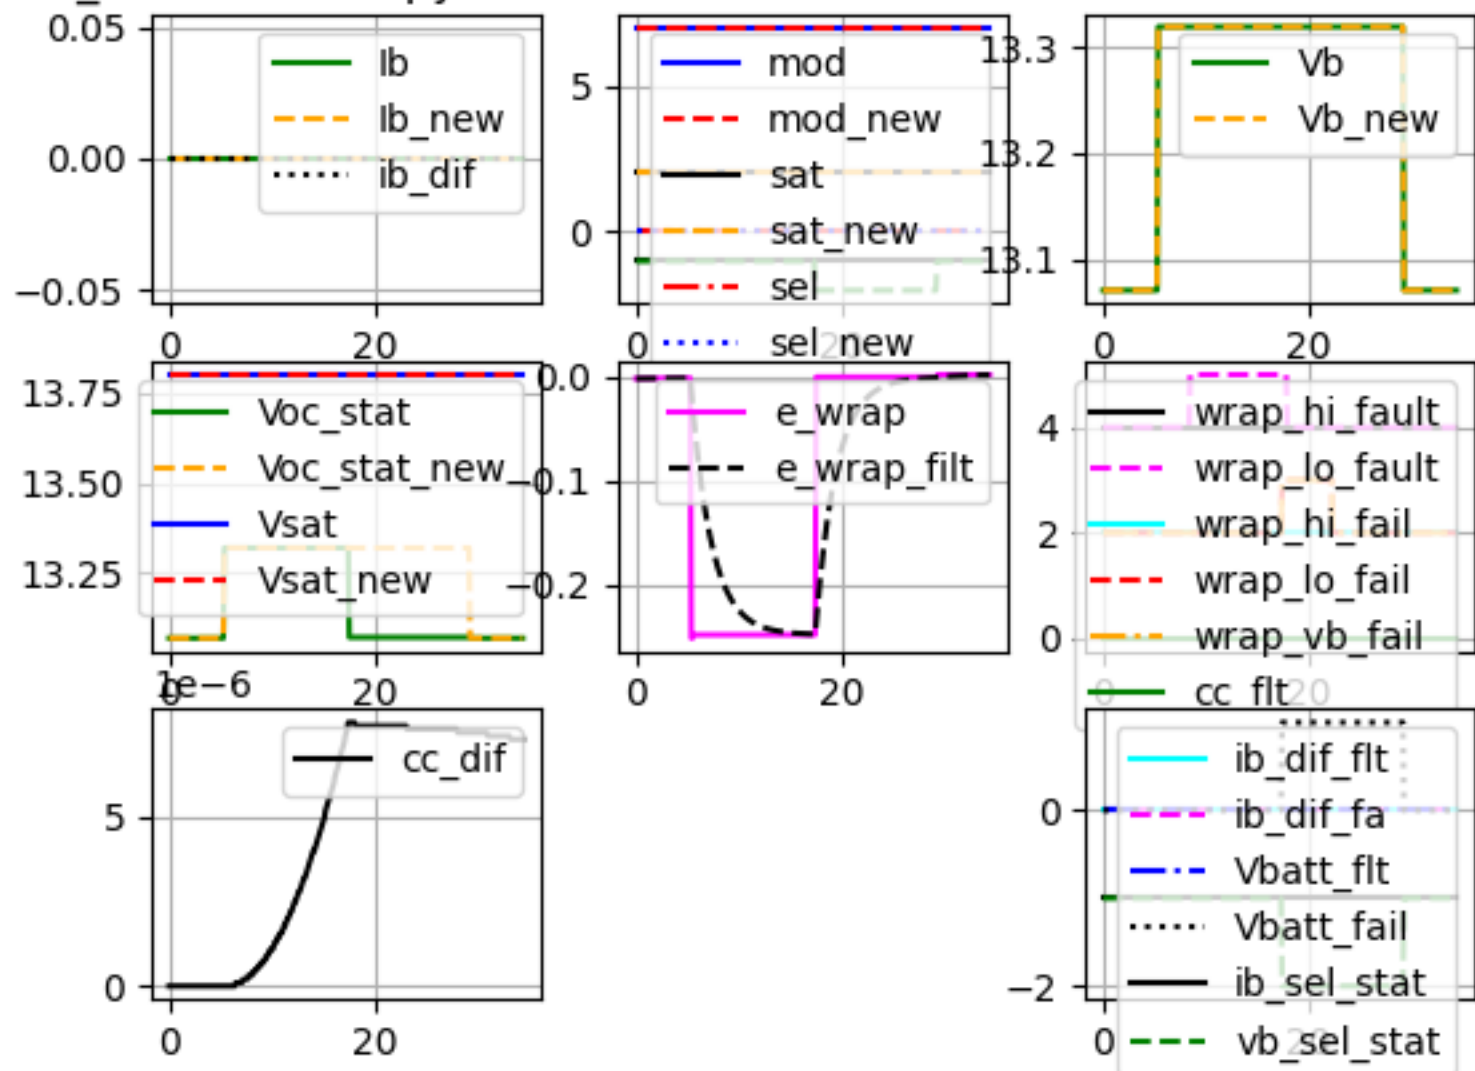 0.05
0.00
−0.05
0
20
Ib
Ib_new
ib_dif
5
0
0
20
mod
mod_new
sat
sat_new
sel
sel_new
13.3
13.2
13.1
0
20
Vb
Vb_new
13.75
13.50
13.25
0
20
Voc_stat
Voc_stat_new
Vsat
Vsat_new
0.0
−0.1
−0.2
0
20
e_wrap
e_wrap_filt
4
2
0
0
20
wrap_hi_fault
wrap_lo_fault
wrap_hi_fail
wrap_lo_fail
wrap_vb_fail
cc_flt
1e−6
5
0
0
20
cc_dif
0
−2
0
20
ib_dif_flt
ib_dif_fa
Vbatt_flt
Vbatt_fail
ib_sel_stat
vb_sel_stat